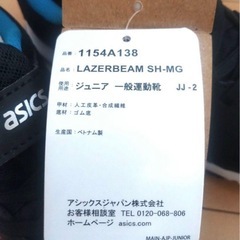 品番 1154A138
品名 LAZERBEAM SH-MG
使用用途 ジュニア 一般運動靴 JJ-2
甲材：人工皮革・合成繊維
底材：ゴム底
生産国：ベトナム製
アシックスジャパン株式会社
お客様相談室 TEL 0120-068-806
ホームページ asics.com
MAIN-AJP-JUNIOR
asics